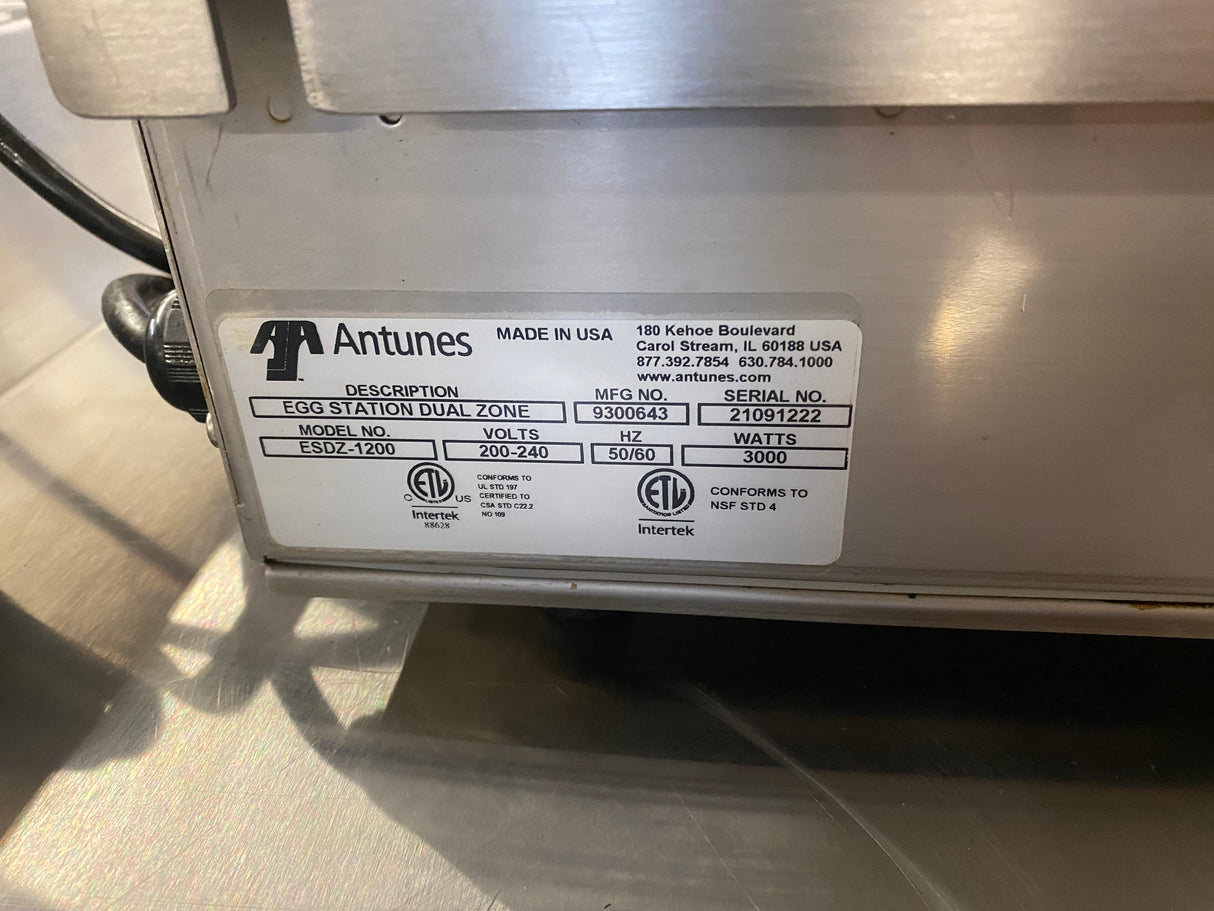 Antunes
MADE IN USA
180 Kehoe Boulevard
Carol Stream, IL 60188 USA
877.392.7854 630.784.1000
www.antunes.com
DESCRIPTION MFG NO. SERIAL NO.
EGG STATION DUAL ZONE 9300643 21091222
MODEL NO. VOLTS HZ WATTS
ESDZ-1200 200-240 50/60 3000
C ETL US
Intertek
88628
CONFORMS TO
UL STD 197
CERTIFIED TO
CSA STD C22.2
NO 109
ETL
Intertek
CONFORMS TO
NSF STD 4